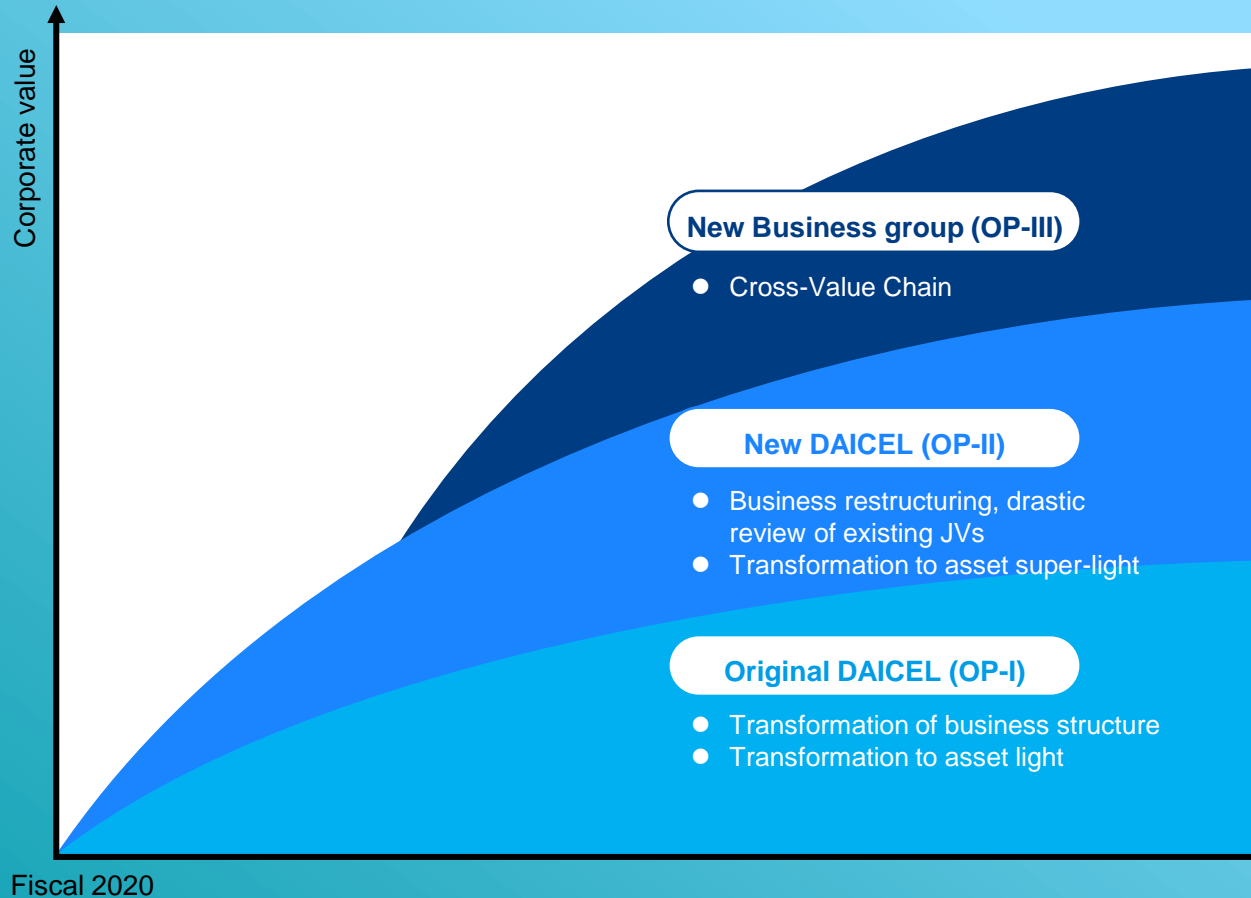 Corporate value
New Business group (OP-III)
● Cross-Value Chain
New DAICEL (OP-II)
● Business restructuring, drastic
review of existing JVs
● Transformation to asset super-light
Original DAICEL (OP-I)
● Transformation of business structure
● Transformation to asset light
Fiscal 2020